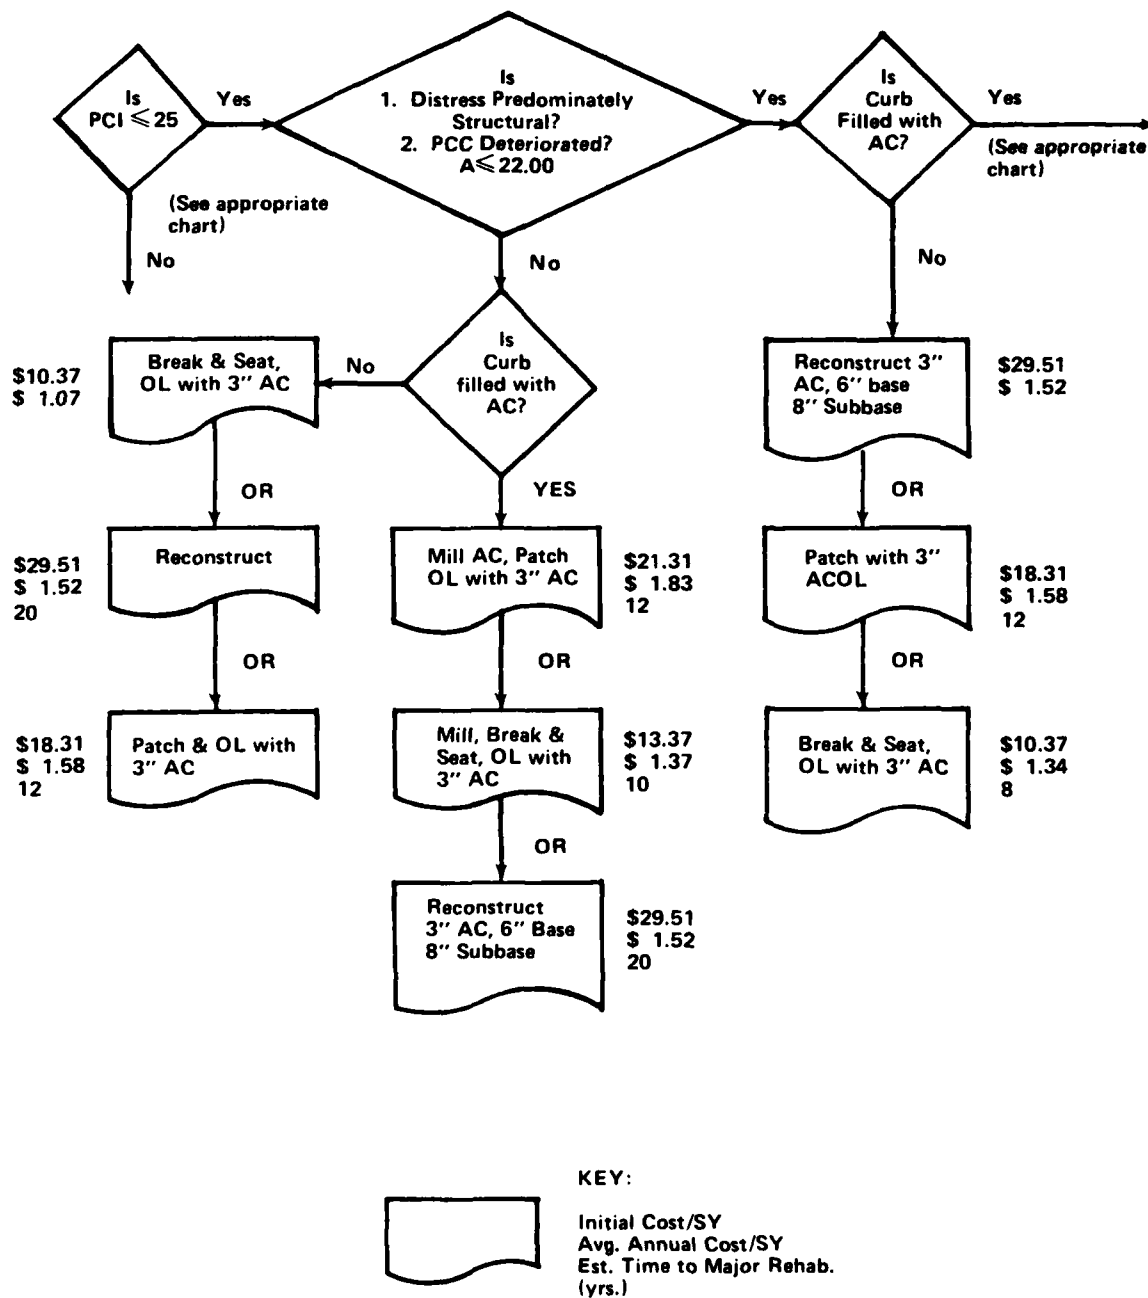 Is
PCI ≤ 25
Yes
Is
1. Distress Predominately
Structural?
2. PCC Deteriorated?
A ≤ 22.00
Yes
Is
Curb
Filled with
AC?
Yes
(See appropriate
chart)
(See appropriate
chart)
No
No
No
Break & Seat,
OL with 3" AC
$10.37
$ 1.07
No
Is
Curb
filled with
AC?
Reconstruct 3"
AC, 6" base
8" Subbase
$29.51
$ 1.52
OR
YES
OR
Reconstruct
$29.51
$ 1.52
20
Mill AC, Patch
OL with 3" AC
$21.31
$ 1.83
12
Patch with 3"
ACOL
$18.31
$ 1.58
12
OR
OR
OR
Patch & OL with
3" AC
$18.31
$ 1.58
12
Mill, Break &
Seat, OL with
3" AC
$13.37
$ 1.37
10
Break & Seat,
OL with 3" AC
$10.37
$ 1.34
8
OR
Reconstruct
3" AC, 6" Base
8" Subbase
$29.51
$ 1.52
20
KEY:
Initial Cost/SY
Avg. Annual Cost/SY
Est. Time to Major Rehab.
(yrs.)